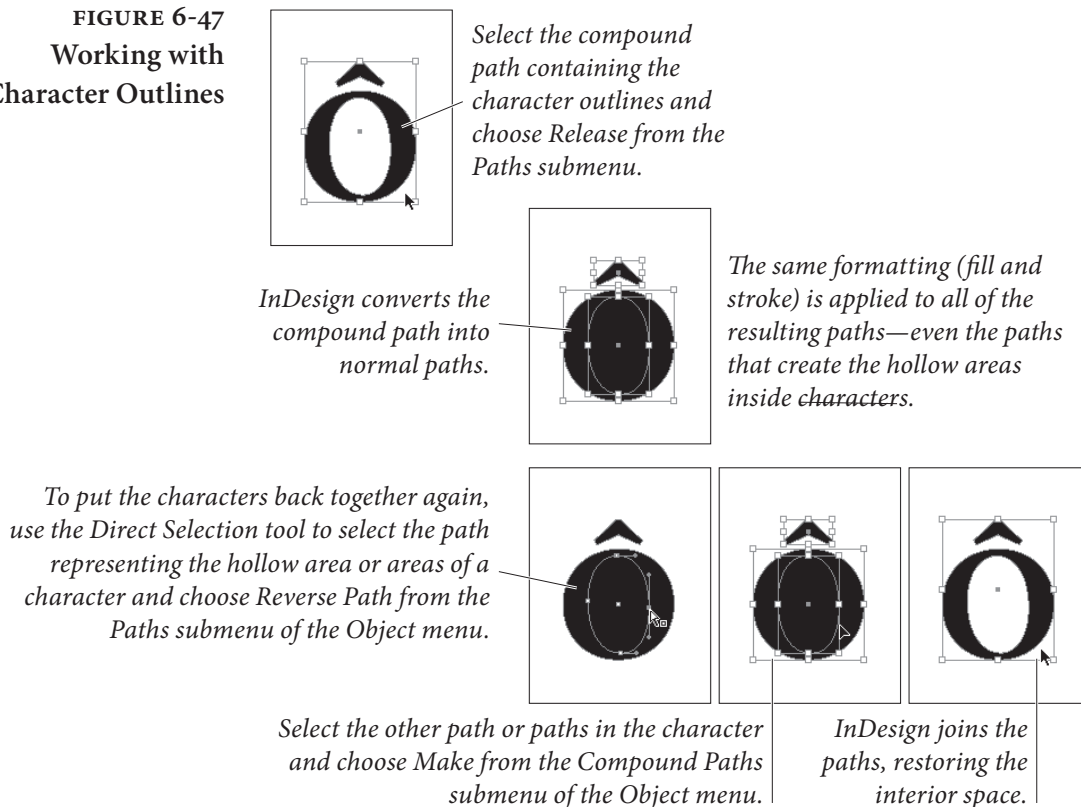 FIGURE 6-47
Working with
Character Outlines
Select the compound
path containing the
character outlines and
choose Release from the
Paths submenu.
InDesign converts the
compound path into
normal paths.
The same formatting (fill and
stroke) is applied to all of the
resulting paths—even the paths
that create the hollow areas
inside characters.
To put the characters back together again,
use the Direct Selection tool to select the path
representing the hollow area or areas of a
character and choose Reverse Path from the
Paths submenu of the Object menu.
Select the other path or paths in the character
and choose Make from the Compound Paths
submenu of the Object menu.
InDesign joins the
paths, restoring the
interior space.